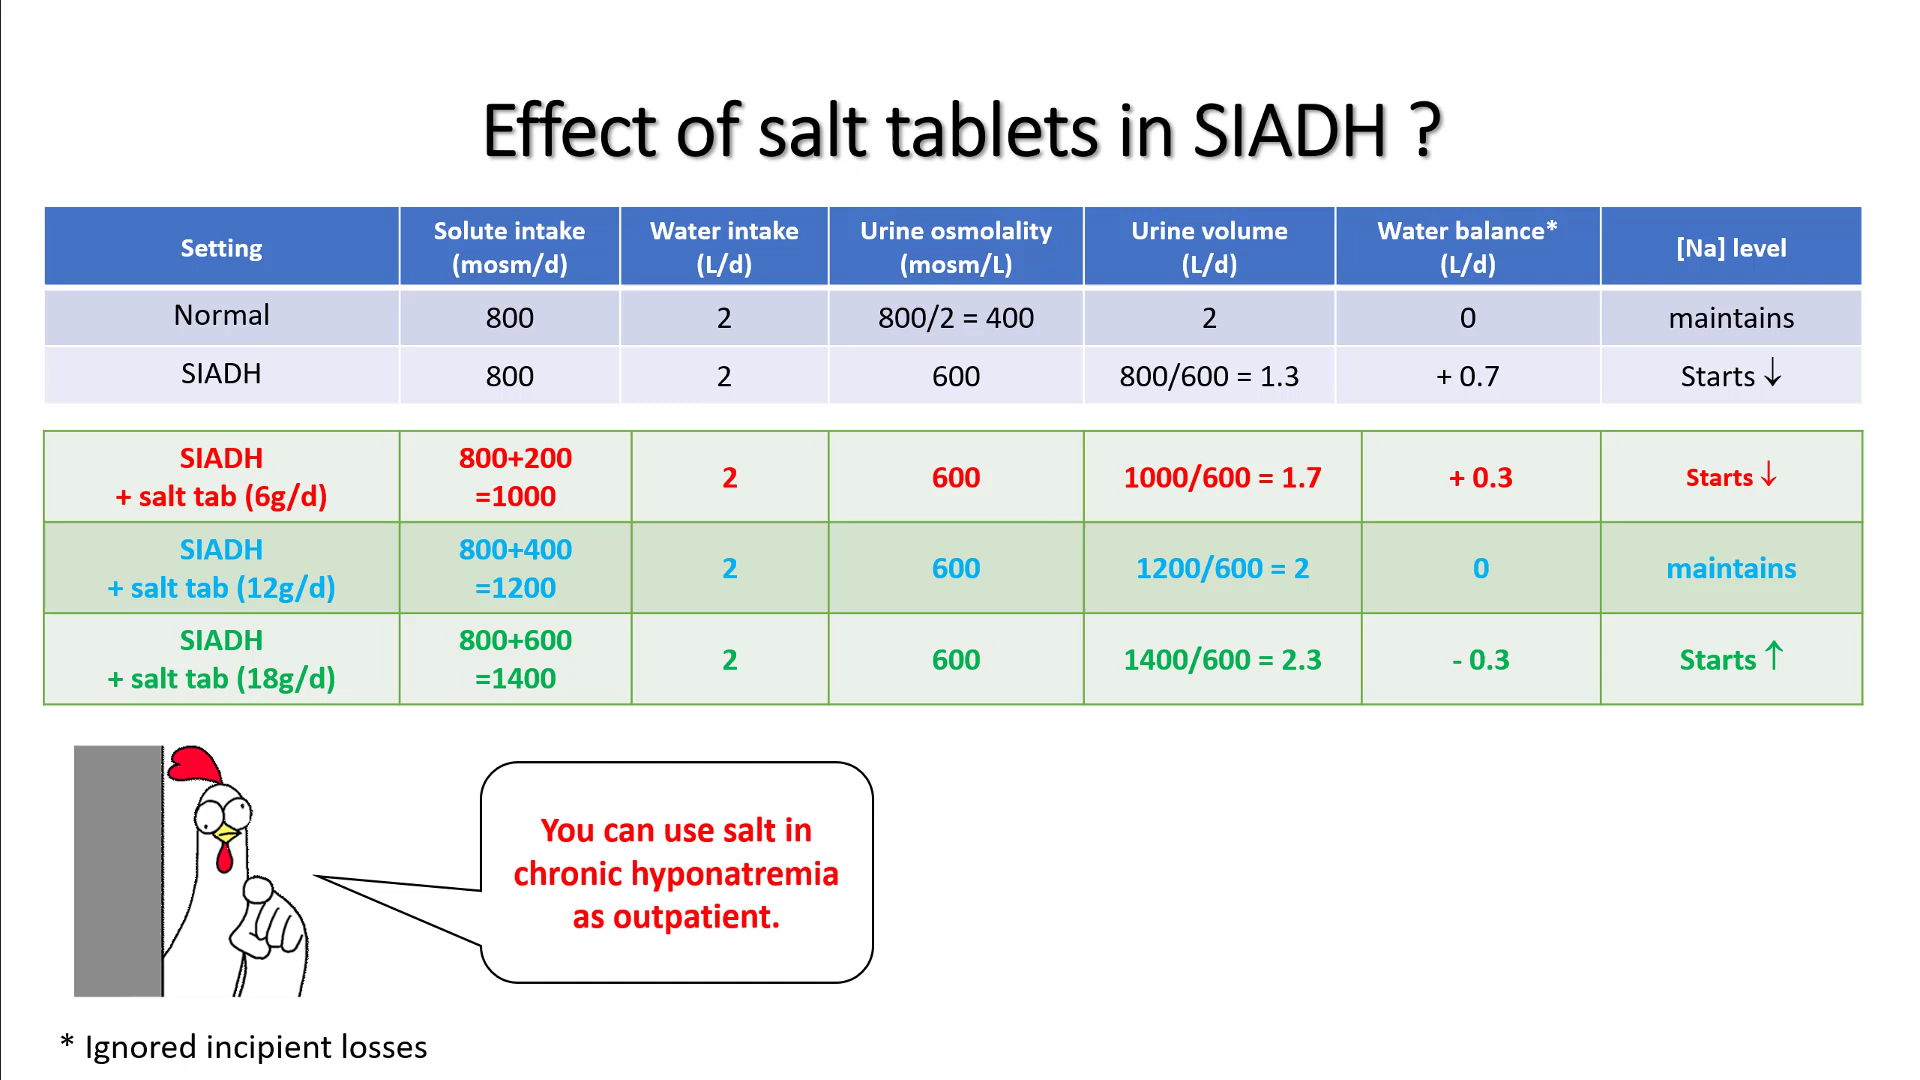 Effect of salt tablets in SIADH ?
Setting
Solute intake
(mosm/d)
Water intake
(L/d)
Urine osmolality
(mosm/L)
Urine volume
(L/d)
Water balance*
(L/d)
[Na] level
Normal
800
2
800/2 = 400
2
0
maintains
SIADH
800
2
600
800/600 = 1.3
+ 0.7
Starts ↓
SIADH
+ salt tab (6g/d)
800+200
=1000
2
600
1000/600 = 1.7
+ 0.3
Starts ↓
SIADH
+ salt tab (12g/d)
800+400
=1200
2
600
1200/600 = 2
0
maintains
SIADH
+ salt tab (18g/d)
800+600
=1400
2
600
1400/600 = 2.3
- 0.3
Starts ↑
You can use salt in
chronic hyponatremia
as outpatient.
* Ignored incipient losses